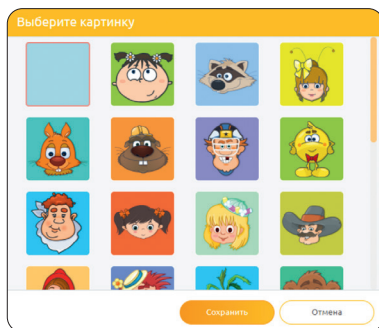 Выберите картинку
Сохранить
Отмена